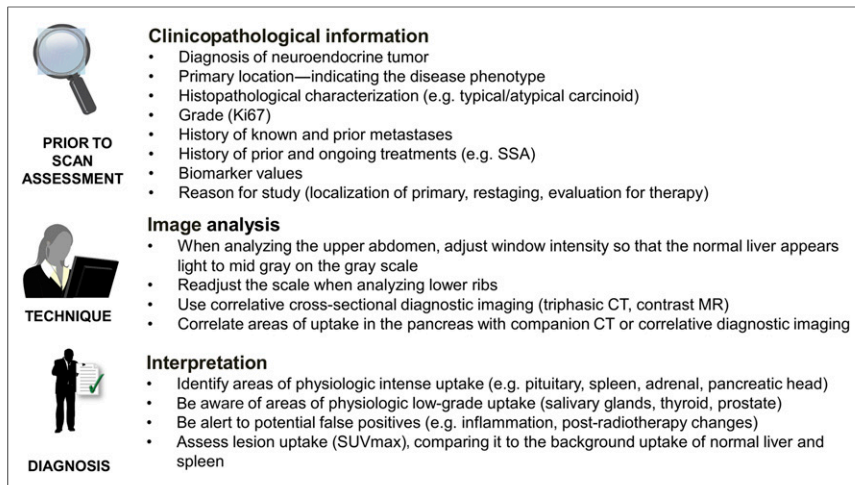 Clinicopathological information
• Diagnosis of neuroendocrine tumor
• Primary location—indicating the disease phenotype
• Histopathological characterization (e.g. typical/atypical carcinoid)
• Grade (Ki67)
• History of known and prior metastases
• History of prior and ongoing treatments (e.g. SSA)
• Biomarker values
• Reason for study (localization of primary, restaging, evaluation for therapy)
PRIOR TO
SCAN
ASSESSMENT
Image analysis
• When analyzing the upper abdomen, adjust window intensity so that the normal liver appears
light to mid gray on the gray scale
• Readjust the scale when analyzing lower ribs
• Use correlative cross-sectional diagnostic imaging (triphasic CT, contrast MR)
• Correlate areas of uptake in the pancreas with companion CT or correlative diagnostic imaging
TECHNIQUE
Interpretation
• Identify areas of physiologic intense uptake (e.g. pituitary, spleen, adrenal, pancreatic head)
• Be aware of areas of physiologic low-grade uptake (salivary glands, thyroid, prostate)
• Be alert to potential false positives (e.g. inflammation, post-radiotherapy changes)
• Assess lesion uptake (SUVmax), comparing it to the background uptake of normal liver and
spleen
DIAGNOSIS